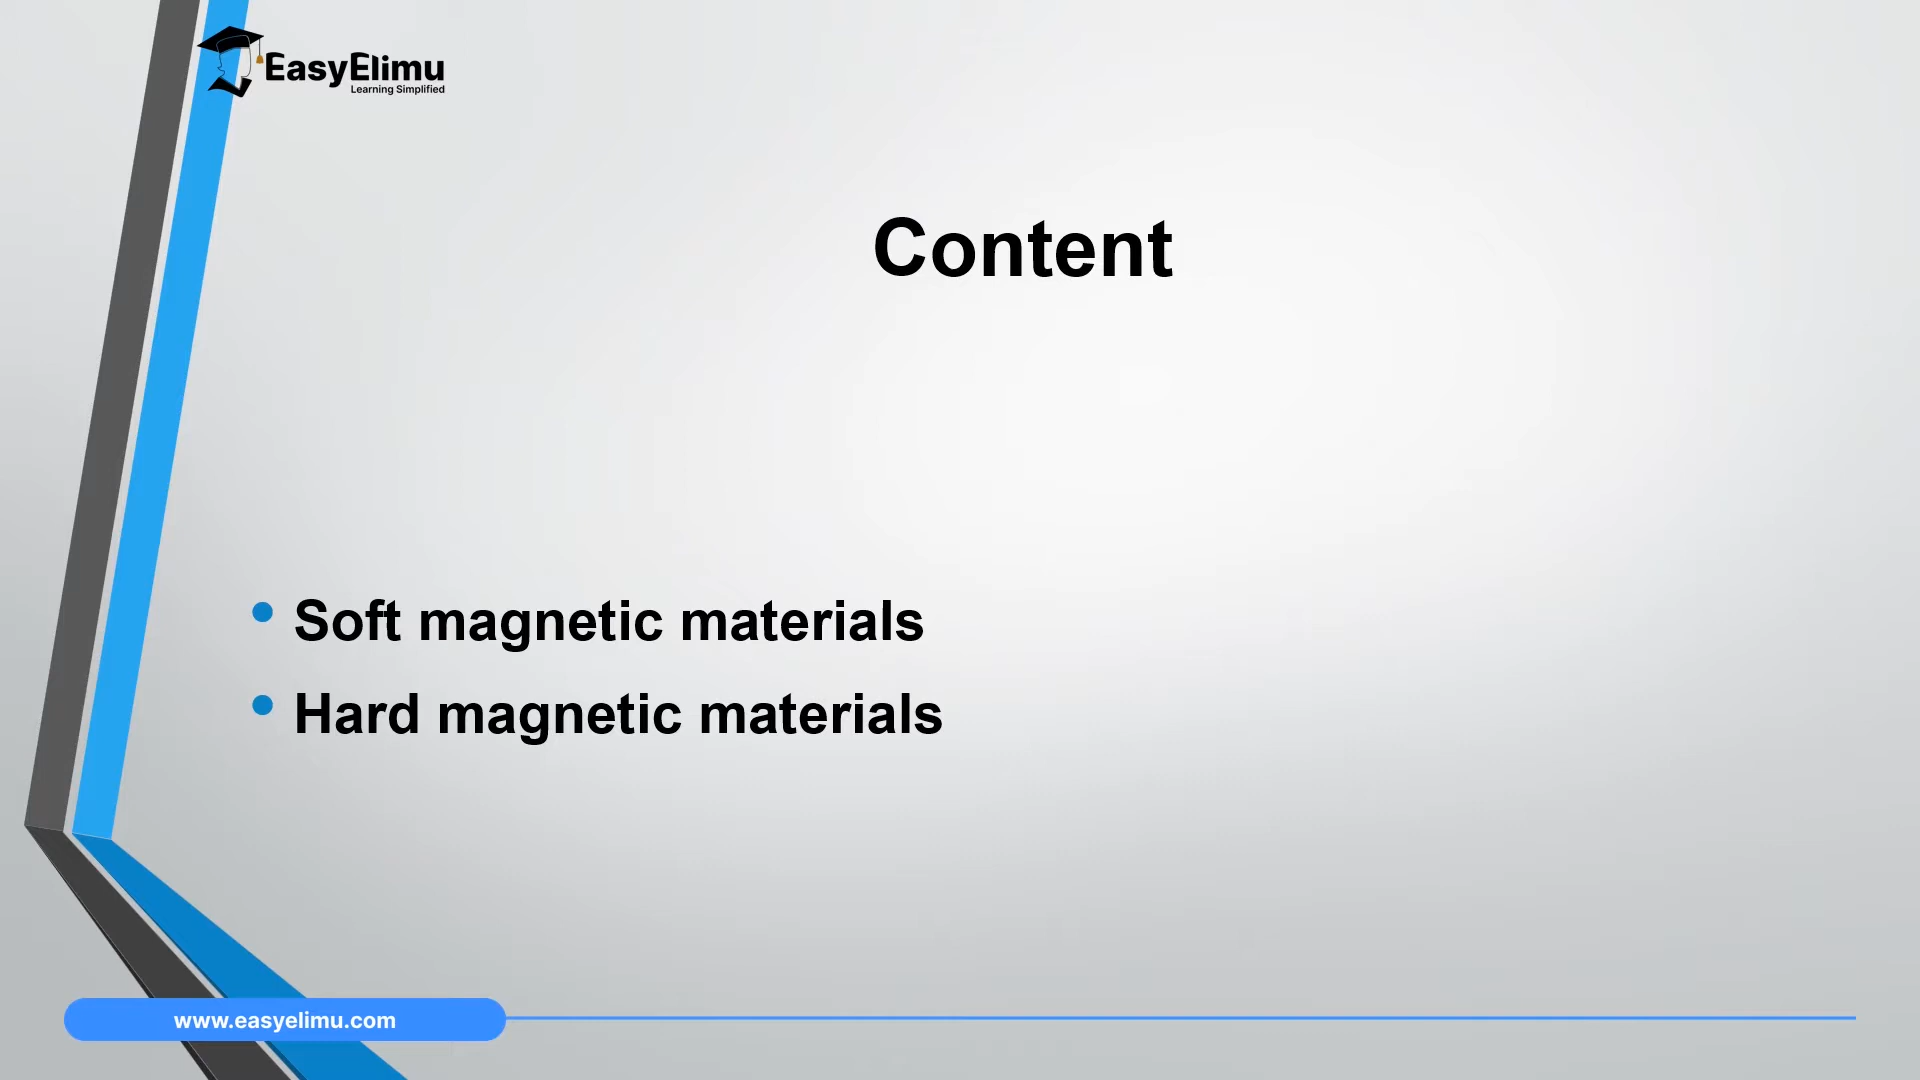 EasyElimu
Learning Simplified
Content
• Soft magnetic materials
• Hard magnetic materials
www.easyelimu.com